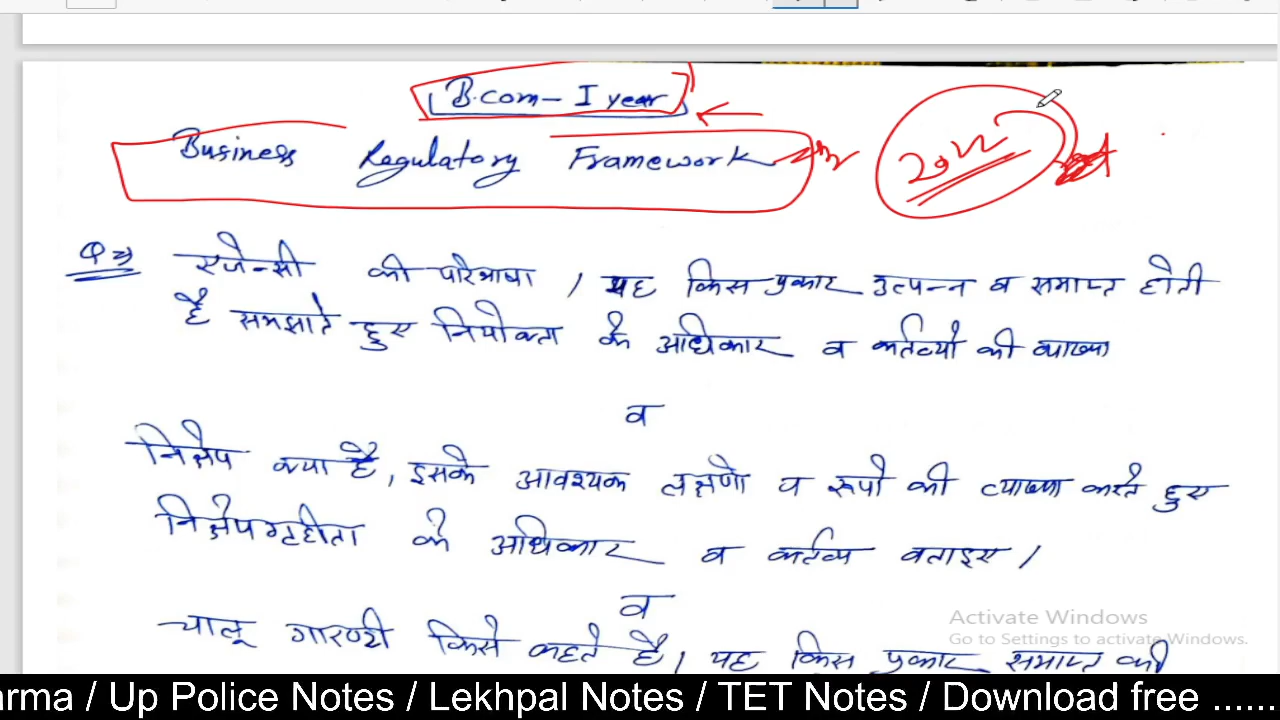 B.com - I year
Business Regulatory Framework
2022
Q ⇒ एजेन्सी की परिभाषा / यह किस प्रकार उत्पन्न व समाप्त होती
है समझाते हुए नियोक्ता के अधिकार व कर्तव्यो की व्याख्या
व
निक्षेप क्या है, इसके आवश्यक लक्षणो व रूपो की व्याख्या करते हुए
निक्षेपगृहीता के अधिकार व कर्तव्य बताइए /
व
चालू गारण्टी किसे कहते है, यह किस प्रकार समाप्त की
Activate Windows
Go to Settings to activate Windows.
arma / Up Police Notes / Lekhpal Notes / TET Notes / Download free ......